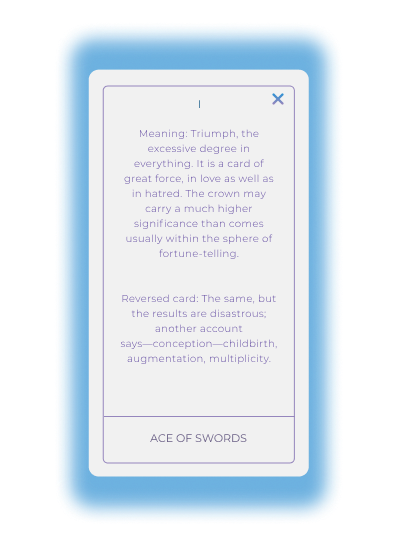 I
Meaning: Triumph, the
excessive degree in
everything. It is a card of
great force, in love as well as
in hatred. The crown may
carry a much higher
significance than comes
usually within the sphere of
fortune-telling.
Reversed card: The same, but
the results are disastrous;
another account
says—conception—childbirth,
augmentation, multiplicity.
ACE OF SWORDS